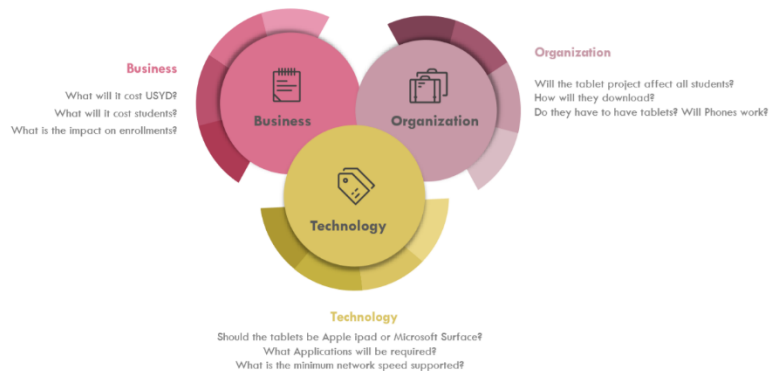 Business
What will it cost USYD?
What will it cost students?
What is the impact on enrollments?
Business
Organization
Organization
Will the tablet project affect all students?
How will they download?
Do they have to have tablets? Will Phones work?
Technology
Technology
Should the tablets be Apple ipad or Microsoft Surface?
What Applications will be required?
What is the minimum network speed supported?